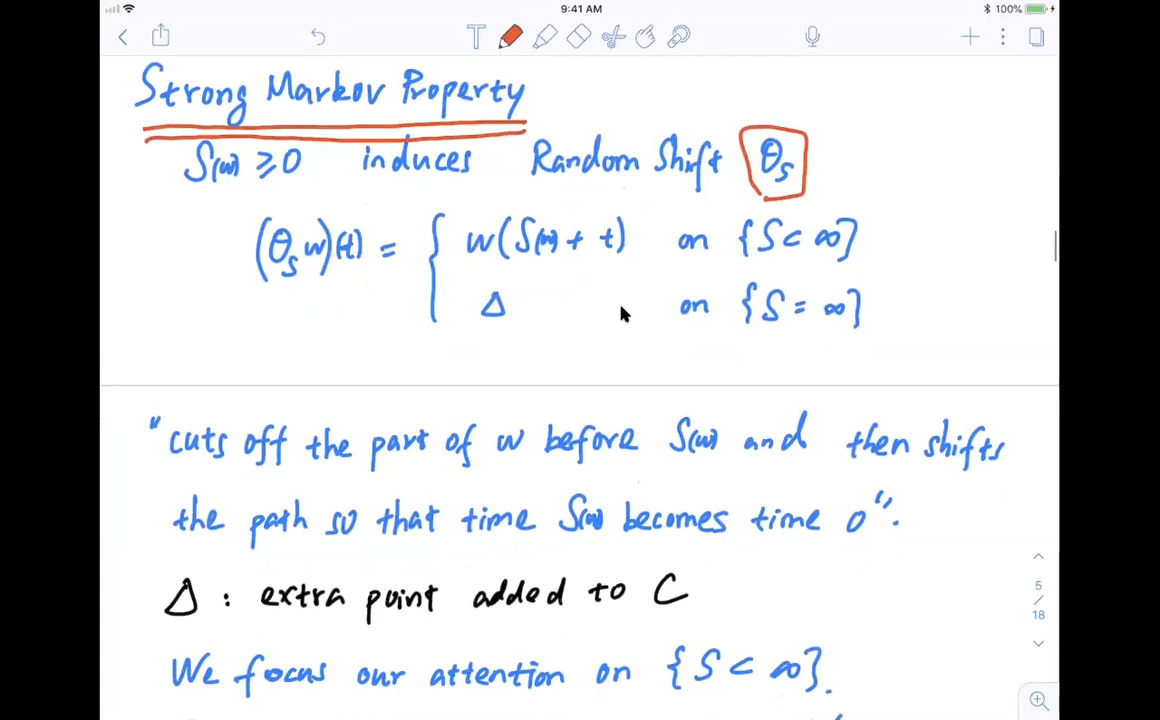 9:41 AM
100%
Strong Markov Property
S(ω) ≥ 0 induces Random Shift θ_S
(θ_S ω)(t) = { ω(S(ω) + t) on {S < ∞}
Δ on {S = ∞}
"cuts off the part of ω before S(ω) and then shifts
the path so that time S(ω) becomes time 0".
Δ : extra point added to C
We focus our attention on {S < ∞}.
5
/
18